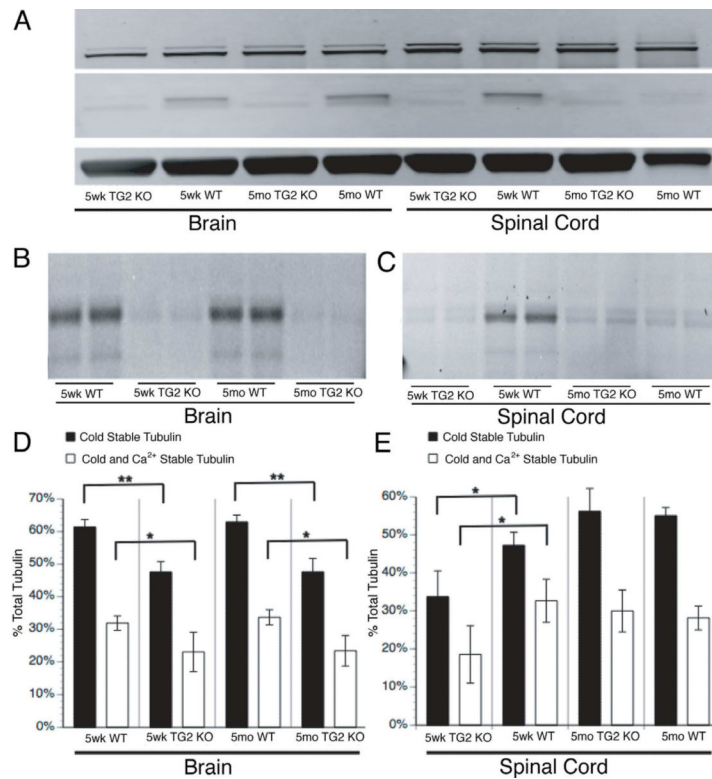 A
5wk TG2 KO 5wk WT 5mo TG2 KO 5mo WT 5wk TG2 KO 5wk WT 5mo TG2 KO 5mo WT
Brain Spinal Cord
B
5wk WT 5wk TG2 KO 5mo WT 5mo TG2 KO
Brain
C
5wk TG2 KO 5wk WT 5mo TG2 KO 5mo WT
Spinal Cord
D
Cold Stable Tubulin
Cold and Ca²⁺ Stable Tubulin
% Total Tubulin
70%
60%
50%
40%
30%
20%
10%
0%
** * ** *
5wk WT 5wk TG2 KO 5mo WT 5mo TG2 KO
Brain
E
Cold Stable Tubulin
Cold and Ca²⁺ Stable Tubulin
% Total Tubulin
60%
50%
40%
30%
20%
10%
0%
* *
5wk TG2 KO 5wk WT 5mo TG2 KO 5mo WT
Spinal Cord